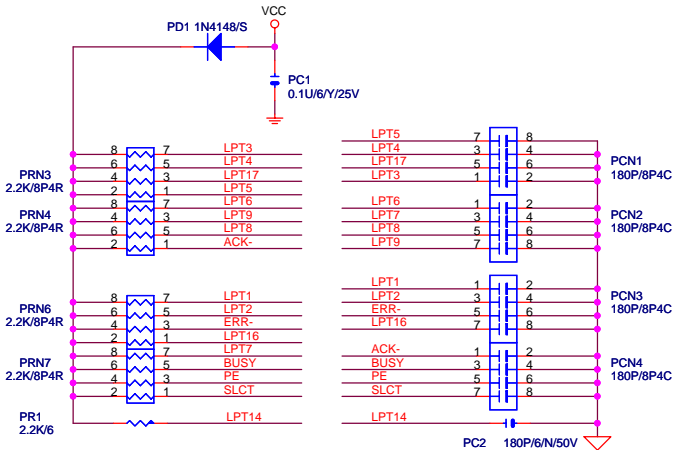 VCC
PD1 1N4148/S
PC1
0.1U/6/Y/25V
LPT5 7 8
8 7 LPT3 LPT4 3 4
PRN3 6 5 LPT4 LPT17 5 6 PCN1
2.2K/8P4R 4 3 LPT17 LPT3 1 2 180P/8P4C
2 1 LPT5
PRN4 8 7 LPT6 LPT6 1 2 PCN2
2.2K/8P4R 6 5 LPT9 LPT7 3 4 180P/8P4C
4 3 LPT8 LPT8 5 6
2 1 ACK- LPT9 7 8
8 7 LPT1 LPT1 1 2
PRN6 6 5 LPT2 LPT2 3 4 PCN3
2.2K/8P4R 4 3 ERR- ERR- 5 6 180P/8P4C
2 1 LPT16 LPT16 7 8
PRN7 8 7 LPT7 ACK- 1 2 PCN4
2.2K/8P4R 6 5 BUSY BUSY 3 4 180P/8P4C
4 3 PE PE 5 6
2 1 SLCT SLCT 7 8
PR1 LPT14 LPT14
2.2K/6
PC2 180P/6/N/50V